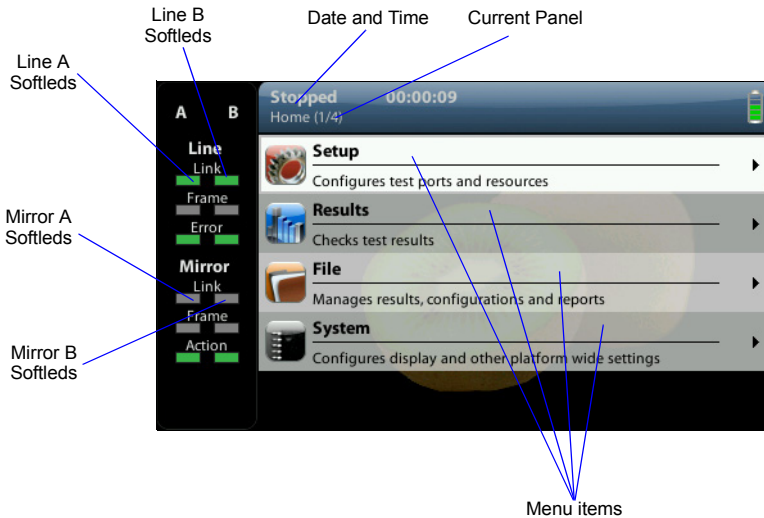 Line B
Softleds
Date and Time
Current Panel
Line A
Softleds
A B
Stopped 00:00:09
Home (1/4)
Line
Link
Frame
Error
Mirror
Link
Frame
Action
Mirror A
Softleds
Mirror B
Softleds
Setup
Configures test ports and resources
Results
Checks test results
File
Manages results, configurations and reports
System
Configures display and other platform wide settings
Menu items